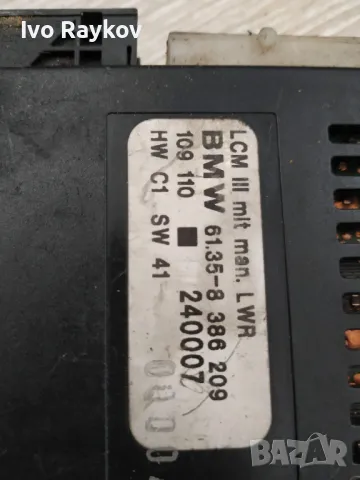 Ivo Raykov
LCM III mit man. LWR
BMW 61.35-8 386 209
109 110 240007
HW C1 SW 41
bazar